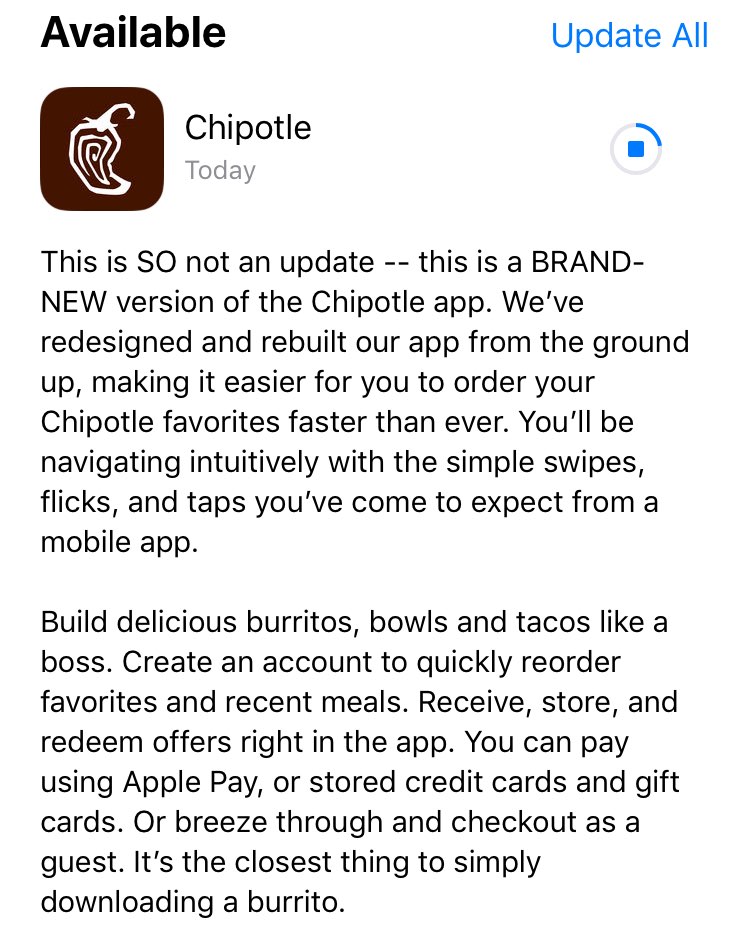 Available
Update All
Chipotle
Today
This is SO not an update -- this is a BRAND-
NEW version of the Chipotle app. We’ve
redesigned and rebuilt our app from the ground
up, making it easier for you to order your
Chipotle favorites faster than ever. You’ll be
navigating intuitively with the simple swipes,
flicks, and taps you’ve come to expect from a
mobile app.
Build delicious burritos, bowls and tacos like a
boss. Create an account to quickly reorder
favorites and recent meals. Receive, store, and
redeem offers right in the app. You can pay
using Apple Pay, or stored credit cards and gift
cards. Or breeze through and checkout as a
guest. It’s the closest thing to simply
downloading a burrito.